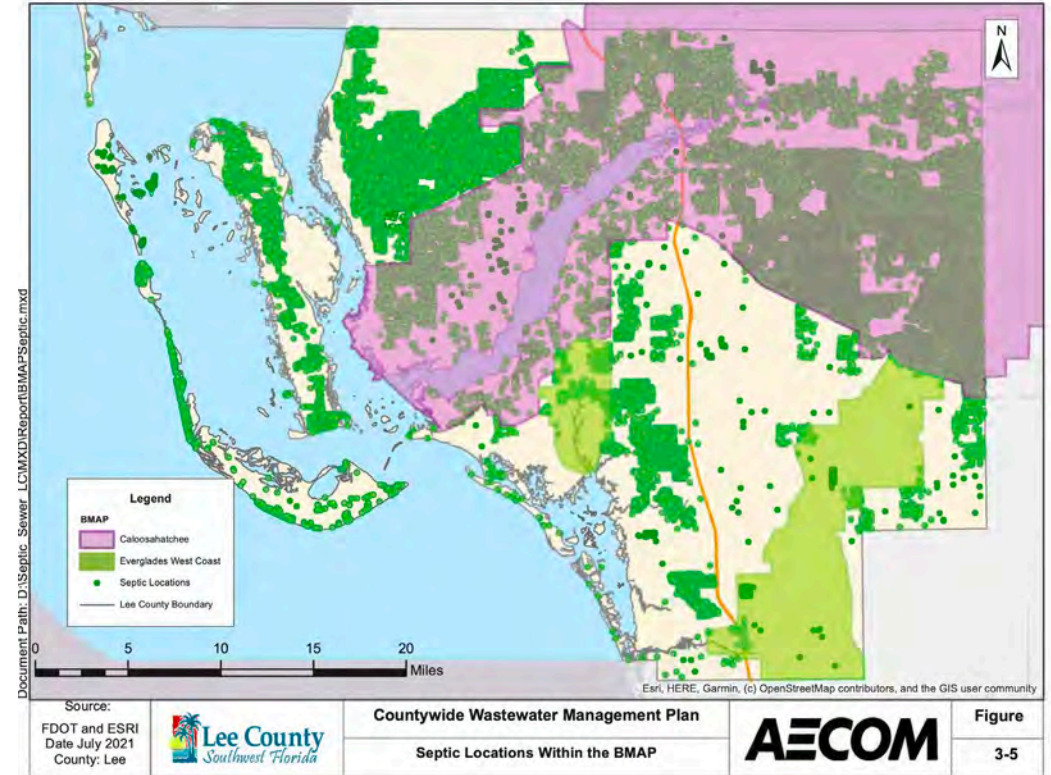 N
Document Path: D:\Septic_Sewer_LC\MXD\Report\BMAPSeptic.mxd
Legend
BMAP
Caloosahatchee
Everglades West Coast
Septic Locations
Lee County Boundary
0 5 10 15 20
Miles
Esri, HERE, Garmin, (c) OpenStreetMap contributors, and the GIS user community
Source:
FDOT and ESRI
Date July 2021
County: Lee
Lee County
Southwest Florida
Countywide Wastewater Management Plan
Septic Locations Within the BMAP
AECOM
Figure
3-5